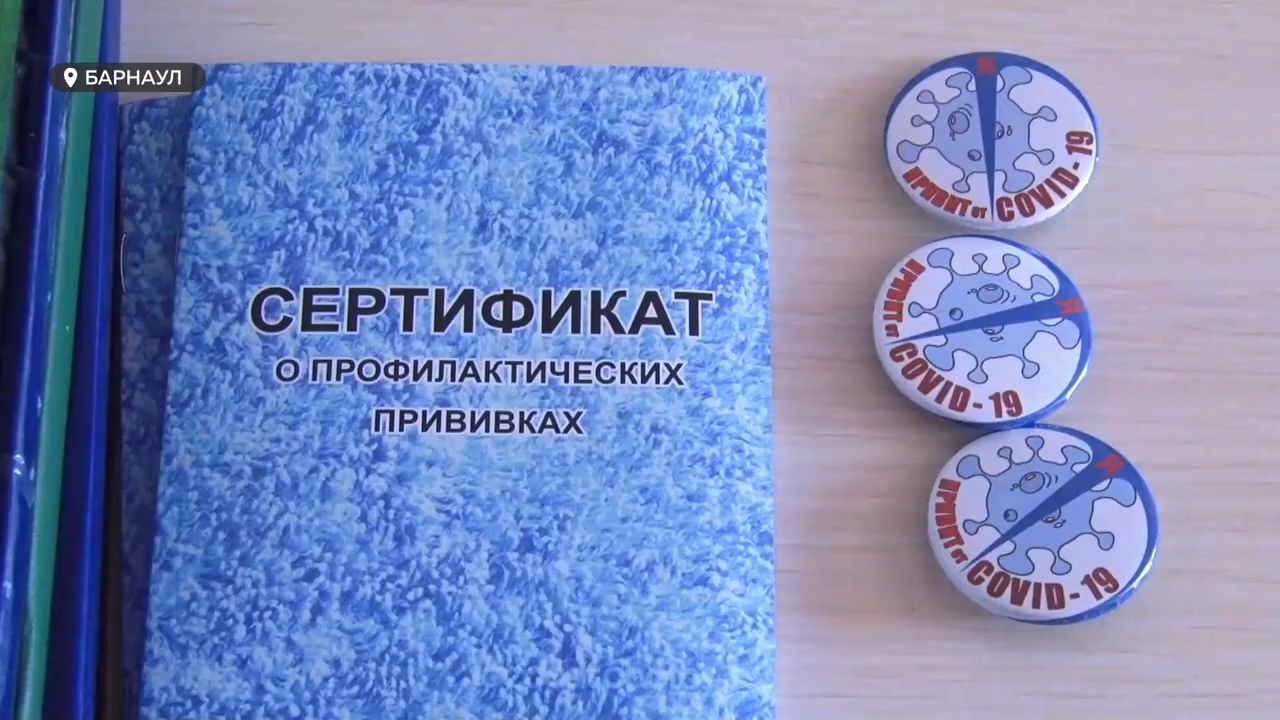 БАРНАУЛ
СЕРТИФИКАТ
О ПРОФИЛАКТИЧЕСКИХ
ПРИВИВКАХ
Я
ПРИВИТ от
COVID-19
Я
ПРИВИТ от
COVID-19
Я
ПРИВИТ от
COVID-19